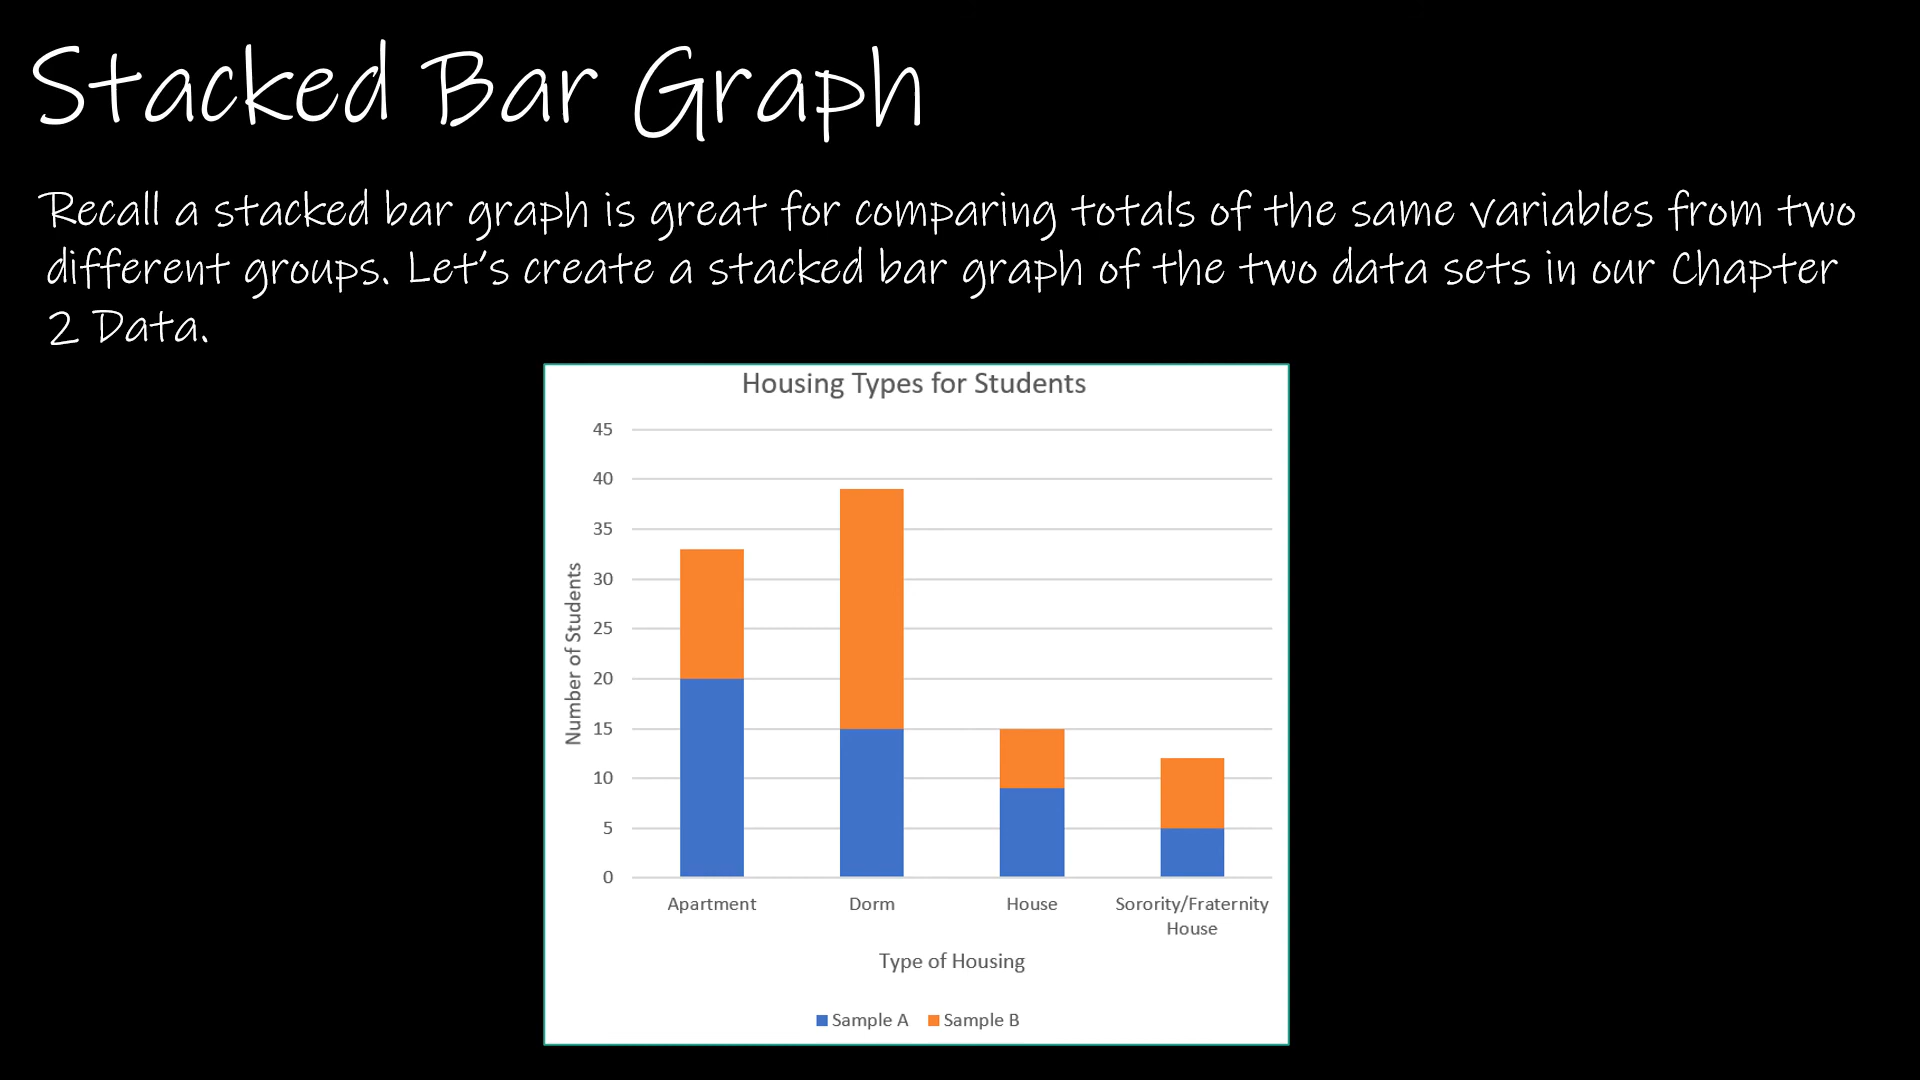 Stacked Bar Graph
Recall a stacked bar graph is great for comparing totals of the same variables from two
different groups. Let's create a stacked bar graph of the two data sets in our Chapter
2 Data.
Housing Types for Students
45
40
35
30
25
20
15
10
5
0
Number of Students
Apartment Dorm House Sorority/Fraternity
House
Type of Housing
Sample A Sample B